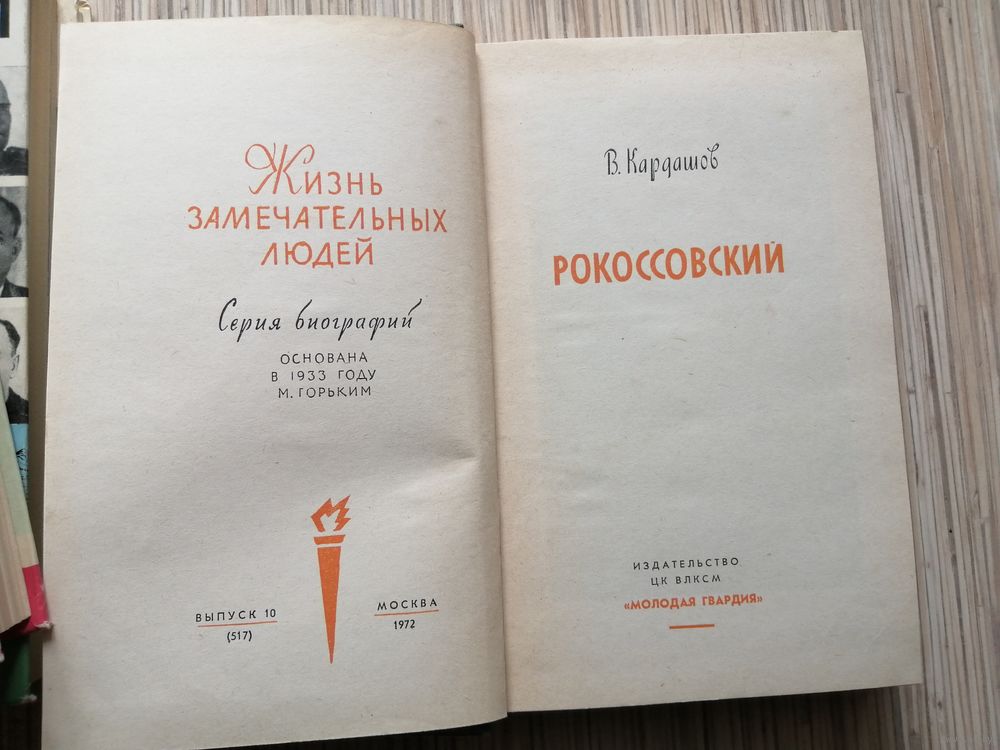 Жизнь
ЗАМЕЧАТЕЛЬНЫХ
ЛЮДЕЙ
Серия биографий
ОСНОВАНА
В 1933 ГОДУ
М. ГОРЬКИМ
ВЫПУСК 10
(517)
МОСКВА
1972
В. Кардашов
РОКОССОВСКИЙ
ИЗДАТЕЛЬСТВО
ЦК ВЛКСМ
«МОЛОДАЯ ГВАРДИЯ»